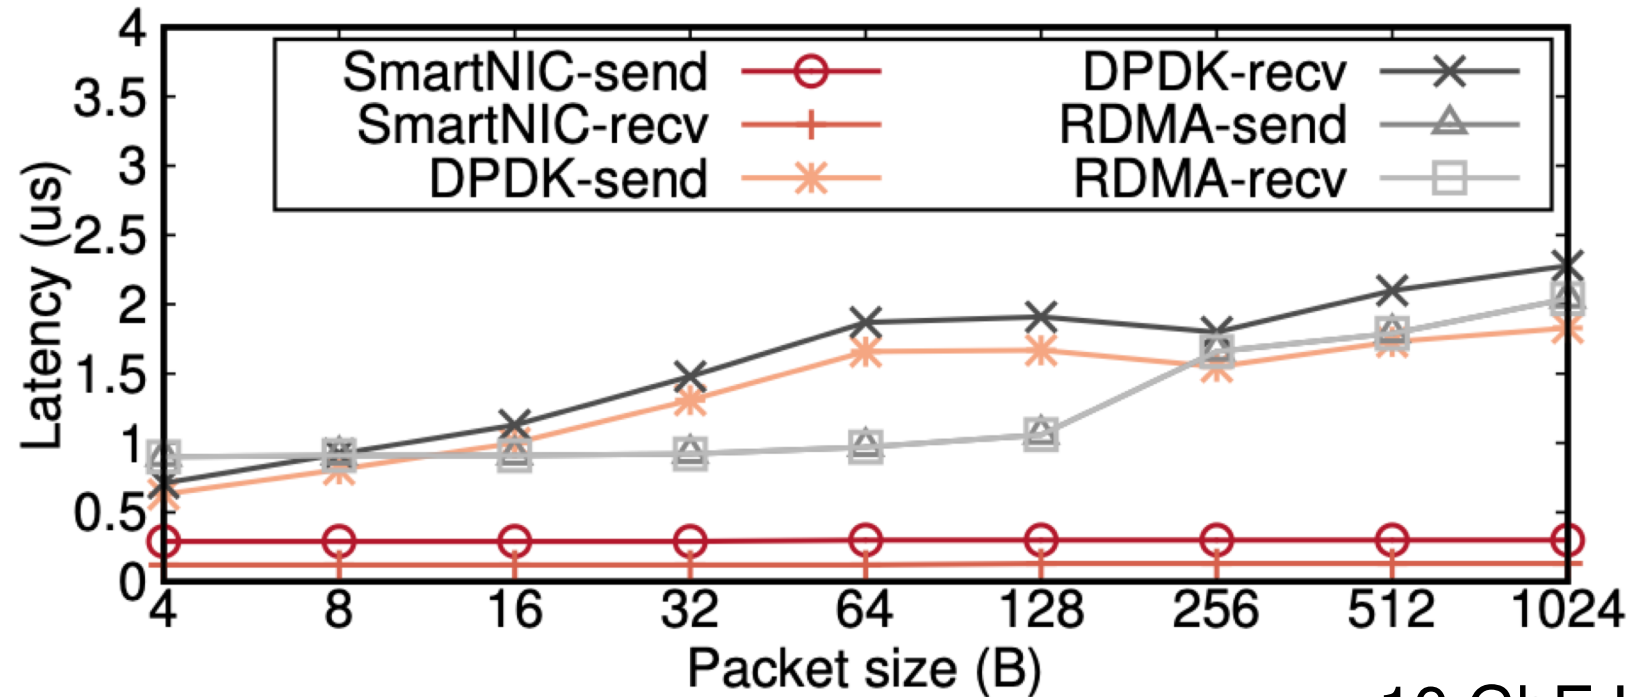 4
3.5
3
2.5
2
1.5
1
0.5
0
Latency (us)
SmartNIC-send
SmartNIC-recv
DPDK-send
DPDK-recv
RDMA-send
RDMA-recv
4 8 16 32 64 128 256 512 1024
Packet size (B)